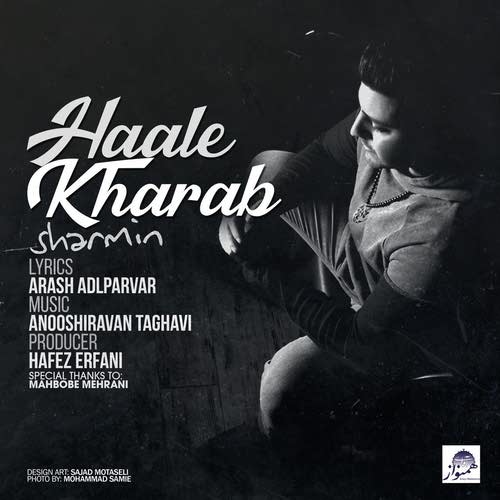 Haale
Kharab
sharmin
LYRICS
ARASH ADLPARVAR
MUSIC
ANOOSHIRAVAN TAGHAVI
PRODUCER
HAFEZ ERFANI
SPECIAL THANKS TO:
MAHBOBE MEHRANI
DESIGN ART: SAJAD MOTASELI
PHOTO BY: MOHAMMAD SAMIE
همنواز